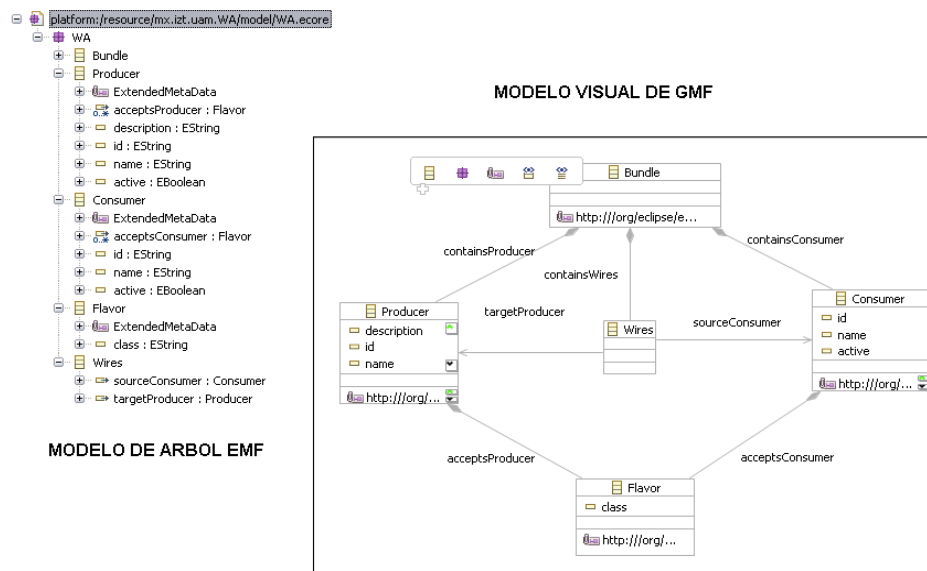 platform:/resource/mx.izt.uam.WA/model/WA.ecore
WA
Bundle
Producer
ExtendedMetaData
0..* acceptsProducer : Flavor
description : EString
id : EString
name : EString
active : EBoolean
Consumer
ExtendedMetaData
0..* acceptsConsumer : Flavor
id : EString
name : EString
active : EBoolean
Flavor
ExtendedMetaData
class : EString
Wires
sourceConsumer : Consumer
targetProducer : Producer
MODELO DE ARBOL EMF
MODELO VISUAL DE GMF
Bundle
http:///org/eclipse/e...
containsProducer
containsWires
containsConsumer
Producer
description
id
name
http:///org/...
targetProducer
Wires
sourceConsumer
Consumer
id
name
active
http:///org/...
acceptsProducer
acceptsConsumer
Flavor
class
http:///org/...